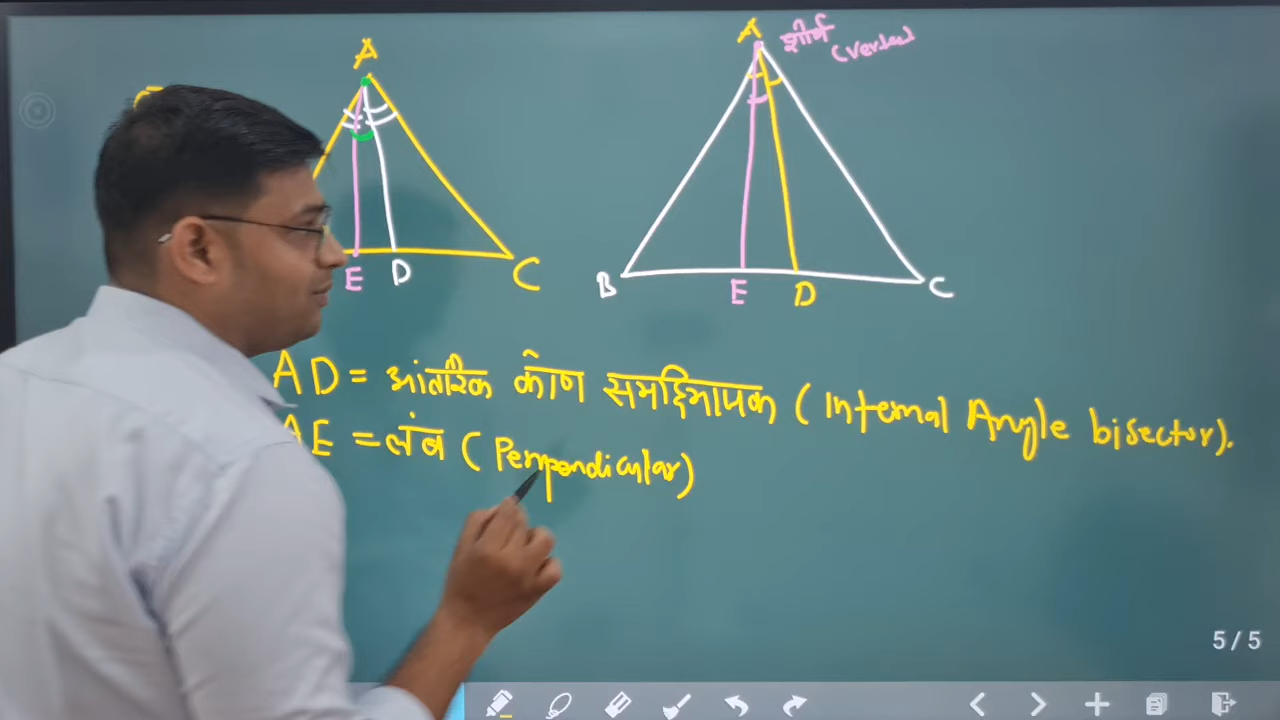 A
E
D
C
A
शीर्ष
(vertex)
B
E
D
C
AD = आंतरिक कोण समद्विभाजक (Internal Angle bisector).
AE = लंब (Perpendicular)
5/5